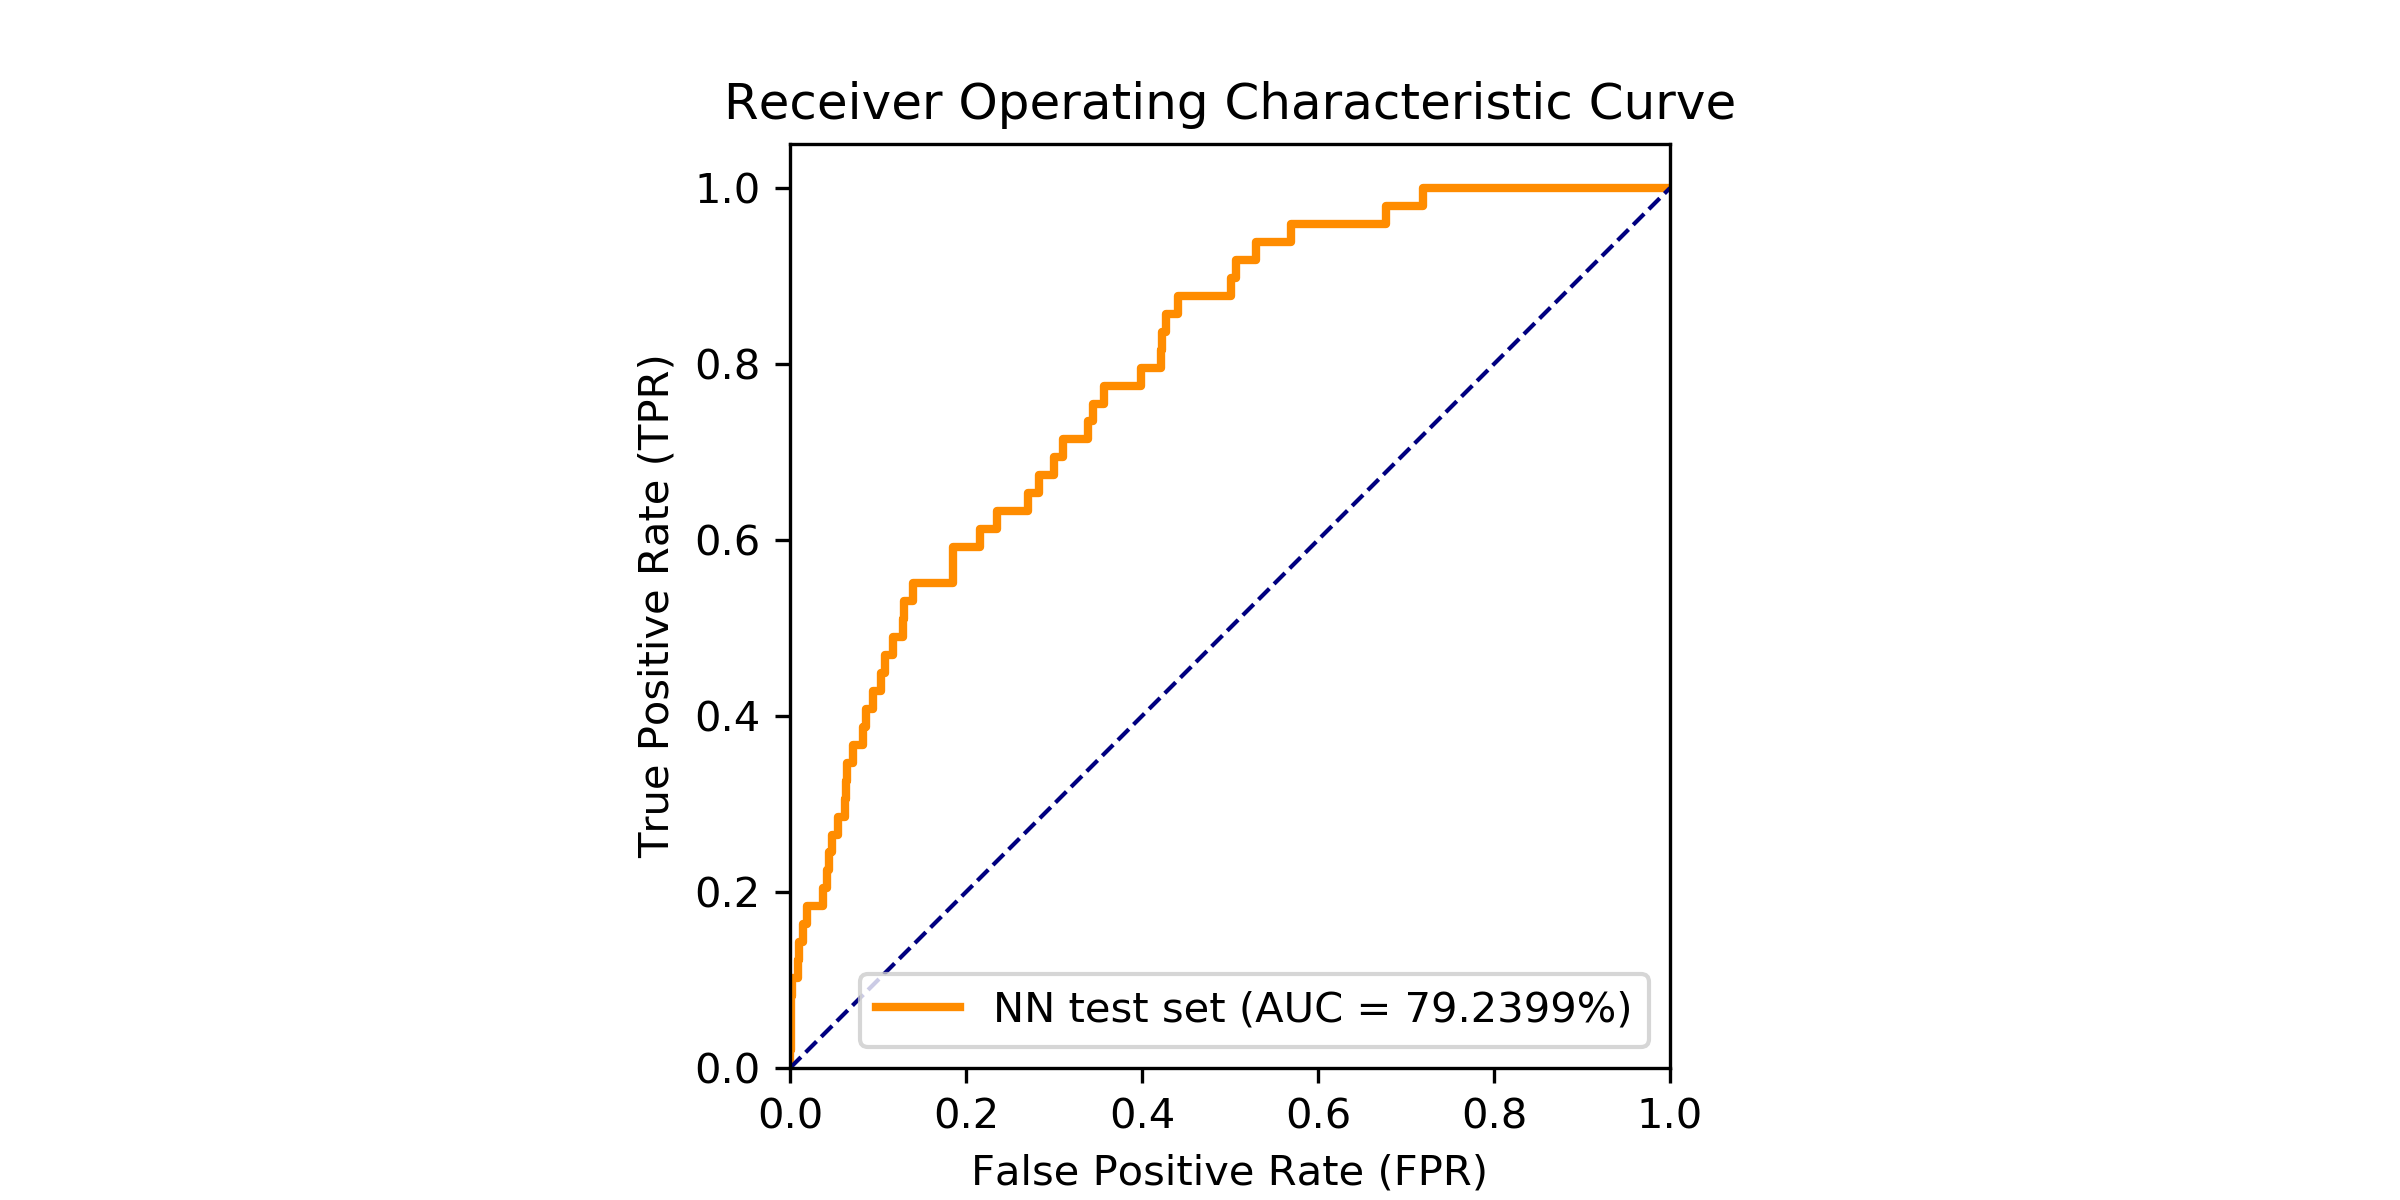 Receiver Operating Characteristic Curve
1.0
0.8
0.6
0.4
0.2
0.0
True Positive Rate (TPR)
NN test set (AUC = 79.2399%)
0.0 0.2 0.4 0.6 0.8 1.0
False Positive Rate (FPR)